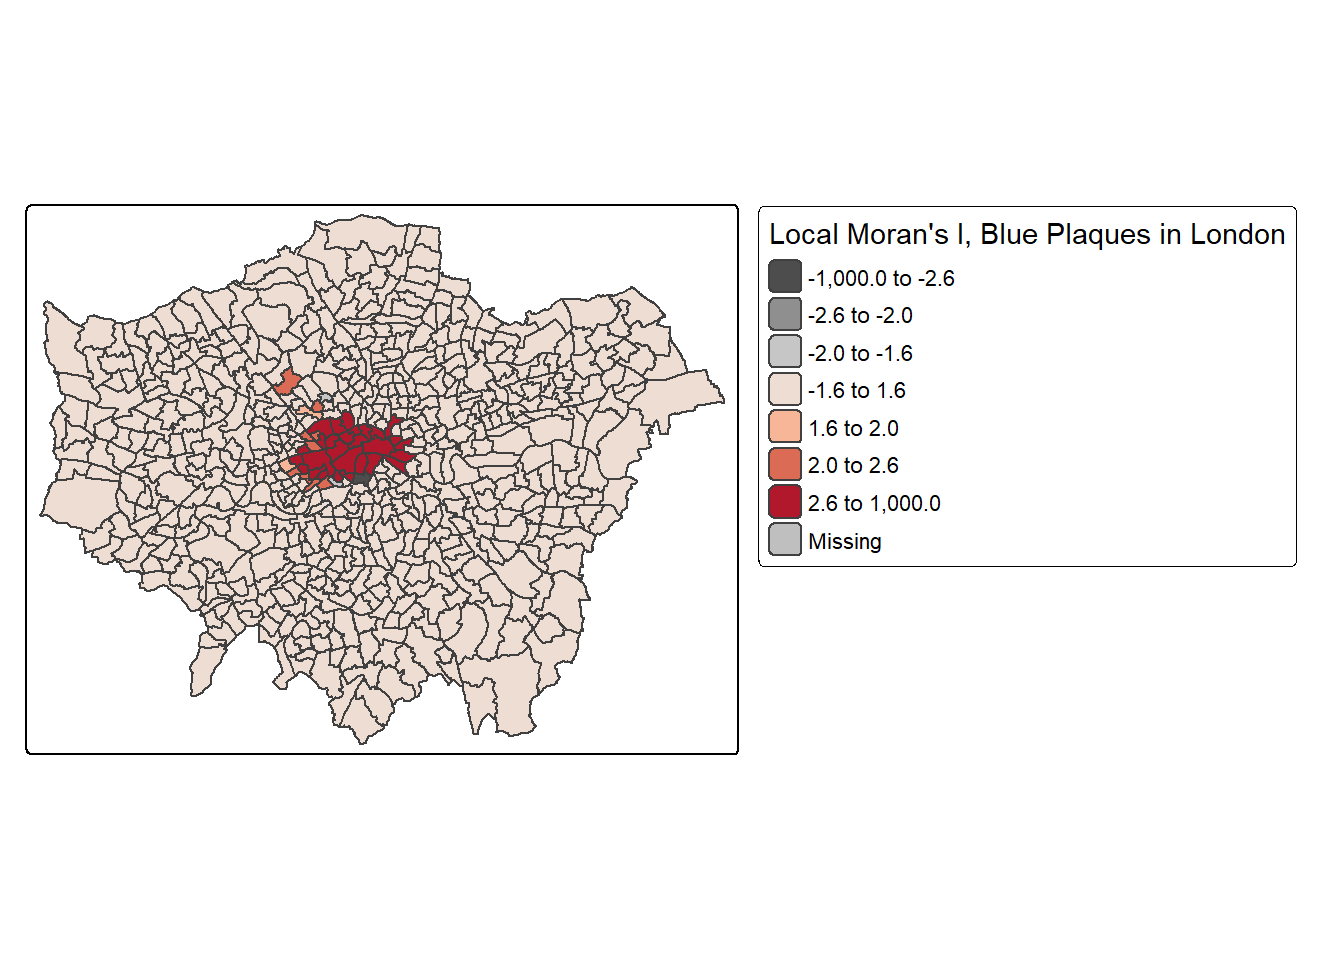 Local Moran's I, Blue Plaques in London
-1,000.0 to -2.6
-2.6 to -2.0
-2.0 to -1.6
-1.6 to 1.6
1.6 to 2.0
2.0 to 2.6
2.6 to 1,000.0
Missing